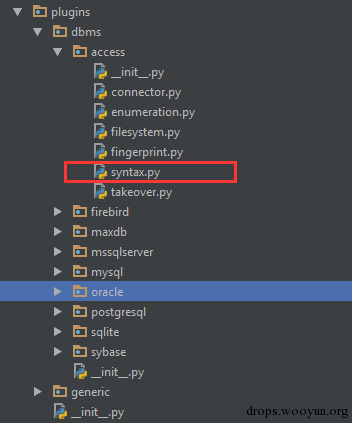 plugins
dbms
access
__init__.py
connector.py
enumeration.py
filesystem.py
fingerprint.py
syntax.py
takeover.py
firebird
maxdb
mssqlserver
mysql
oracle
postgresql
sqlite
sybase
__init__.py
generic
__init__.py
drops.wooyun.org